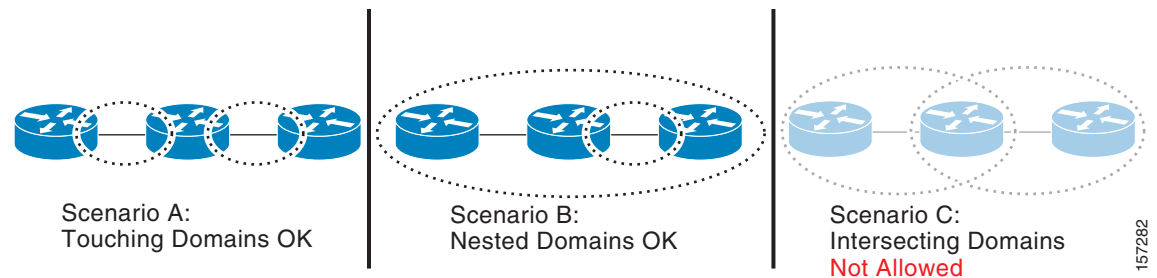 Scenario A:
Touching Domains OK
Scenario B:
Nested Domains OK
Scenario C:
Intersecting Domains
Not Allowed
157282